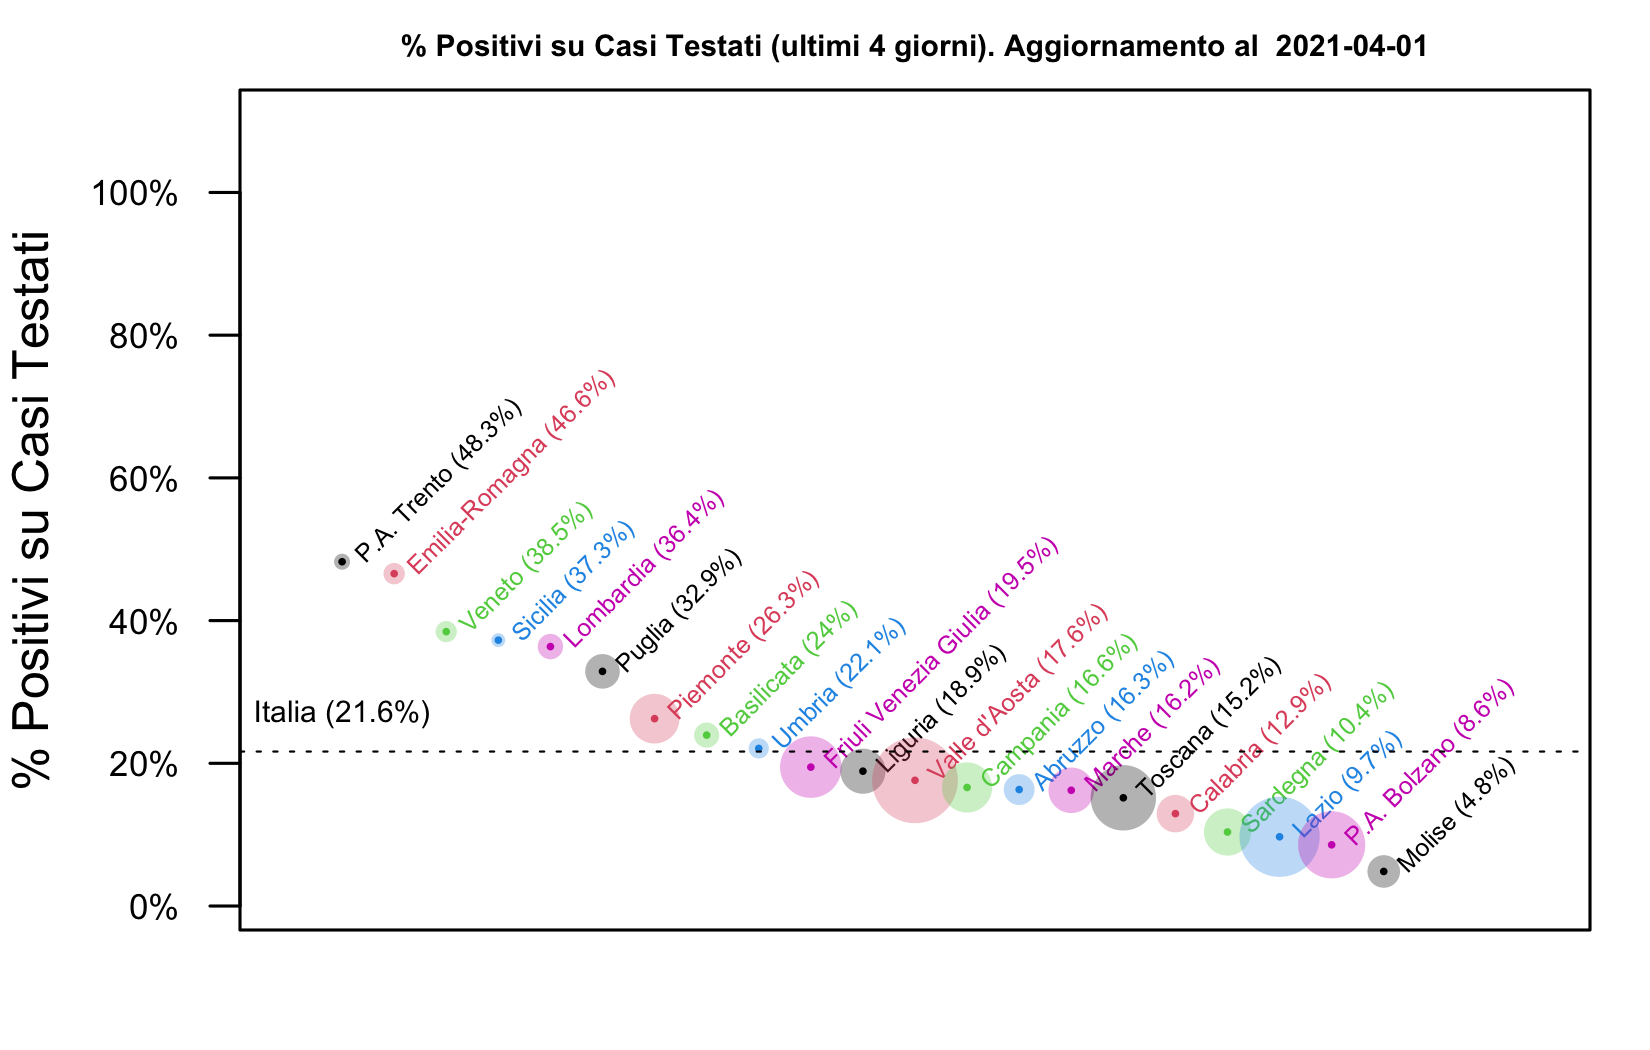 % Positivi su Casi Testati (ultimi 4 giorni). Aggiornamento al  2021-04-01
% Positivi su Casi Testati
100%
80%
60%
40%
20%
0%
Italia (21.6%)
P.A. Trento (48.3%)
Emilia-Romagna (46.6%)
Veneto (38.5%)
Sicilia (37.3%)
Lombardia (36.4%)
Puglia (32.9%)
Piemonte (26.3%)
Basilicata (24%)
Umbria (22.1%)
Friuli Venezia Giulia (19.5%)
Liguria (18.9%)
Valle d'Aosta (17.6%)
Campania (16.6%)
Abruzzo (16.3%)
Marche (16.2%)
Toscana (15.2%)
Calabria (12.9%)
Sardegna (10.4%)
Lazio (9.7%)
P.A. Bolzano (8.6%)
Molise (4.8%)